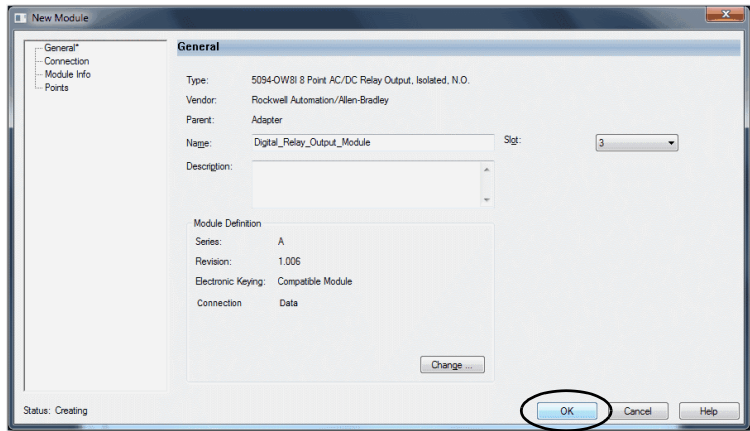 New Module
General*
Connection
Module Info
Points
General
Type: 5094-OW8I 8 Point AC/DC Relay Output, Isolated, N.O.
Vendor: Rockwell Automation/Allen-Bradley
Parent: Adapter
Name: Digital_Relay_Output_Module Slot: 3
Description:
Module Definition
Series: A
Revision: 1.006
Electronic Keying: Compatible Module
Connection Data
Change ...
Status: Creating OK Cancel Help